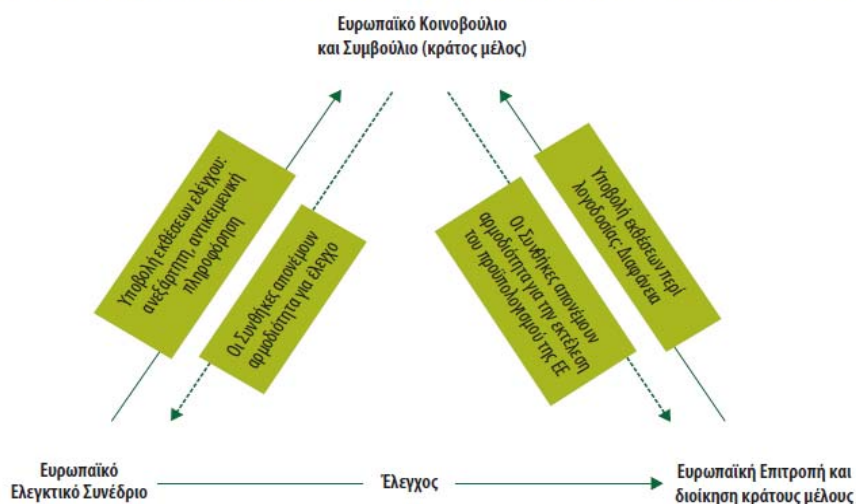 Ευρωπαϊκό Κοινοβούλιο
και Συμβούλιο (κράτος μέλος)
Υποβολή εκθέσεων ελέγχου:
ανεξάρτητη, αντικειμενική
πληροφόρηση
Οι Συνθήκες απονέμουν
αρμοδιότητα για έλεγχο
Οι Συνθήκες απονέμουν
αρμοδιότητα για την εκτέλεση
του προϋπολογισμού της ΕΕ
Υποβολή εκθέσεων περί
λογοδοσίας: Διαφάνεια
Ευρωπαϊκό
Ελεγκτικό Συνέδριο
Έλεγχος
Ευρωπαϊκή Επιτροπή και
διοίκηση κράτους μέλους